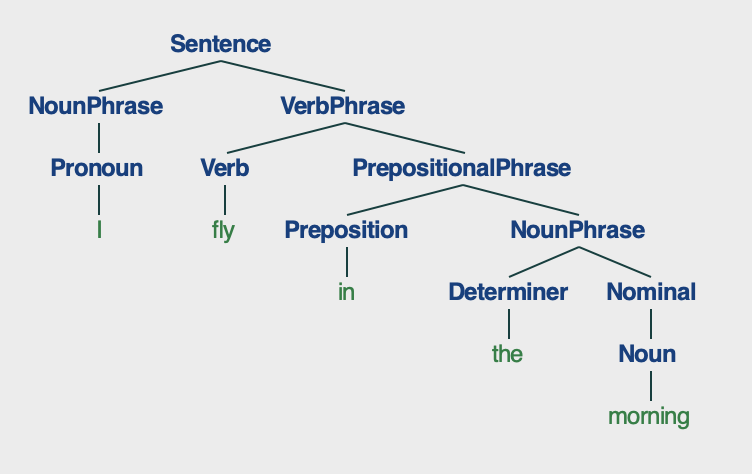 Sentence
NounPhrase VerbPhrase
Pronoun Verb PrepositionalPhrase
I fly Preposition NounPhrase
in Determiner Nominal
the Noun
morning